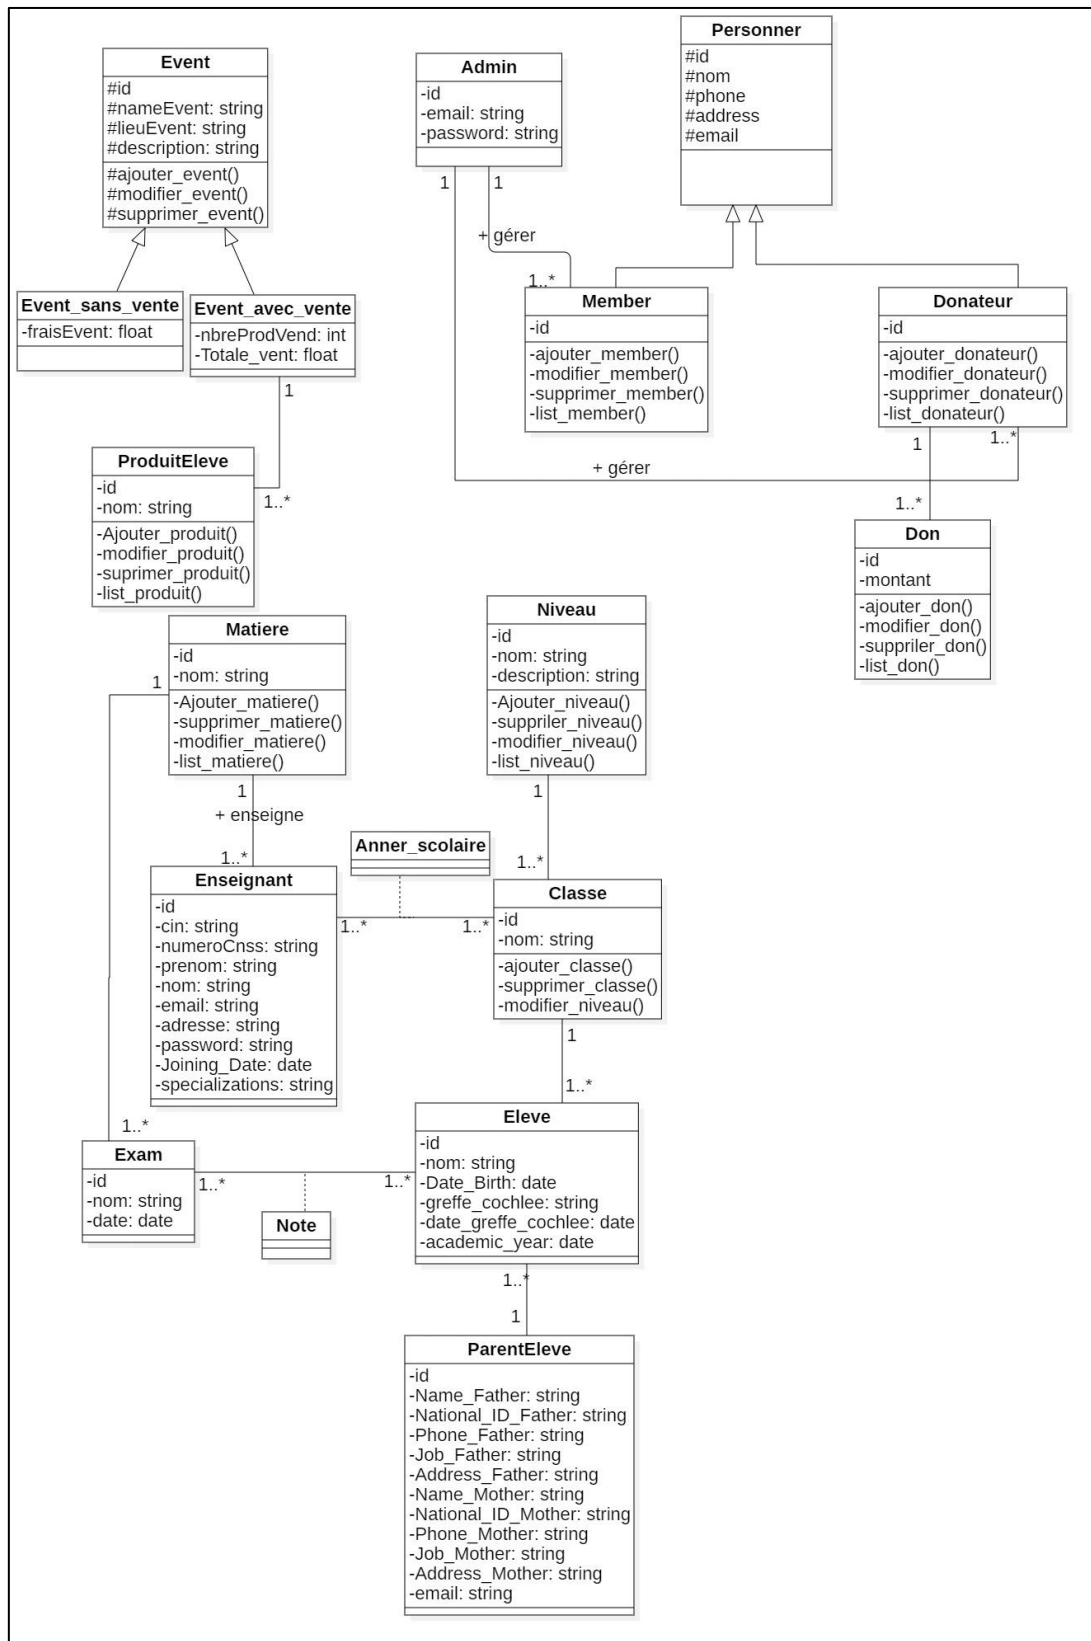 Event
#id
#nameEvent: string
#lieuEvent: string
#description: string
#ajouter_event()
#modifier_event()
#supprimer_event()
Admin
-id
-email: string
-password: string
Personner
#id
#nom
#phone
#address
#email
1
1
+ gérer
1..*
Event_sans_vente
-fraisEvent: float
Event_avec_vente
-nbreProdVend: int
-Totale_vent: float
1
Member
-id
-ajouter_member()
-modifier_member()
-supprimer_member()
-list_member()
Donateur
-id
-ajouter_donateur()
-modifier_donateur()
-supprimer_donateur()
-list_donateur()
1
1..*
+ gérer
1..*
ProduitEleve
-id
-nom: string
-Ajouter_produit()
-modifier_produit()
-suprimer_produit()
-list_produit()
1..*
Don
-id
-montant
-ajouter_don()
-modifier_don()
-suppriler_don()
-list_don()
Matiere
-id
-nom: string
-Ajouter_matiere()
-supprimer_matiere()
-modifier_matiere()
-list_matiere()
1
1
+ enseigne
1..*
Niveau
-id
-nom: string
-description: string
-Ajouter_niveau()
-suppriler_niveau()
-modifier_niveau()
-list_niveau()
1
1..*
Anner_scolaire
Enseignant
-id
-cin: string
-numeroCnss: string
-prenom: string
-nom: string
-email: string
-adresse: string
-password: string
-Joining_Date: date
-specializations: string
1..*
1..*
Classe
-id
-nom: string
-ajouter_classe()
-supprimer_classe()
-modifier_niveau()
1
1..*
1..*
Exam
-id
-nom: string
-date: date
1..*
1..*
Note
Eleve
-id
-nom: string
-Date_Birth: date
-greffe_cochlee: string
-date_greffe_cochlee: date
-academic_year: date
1..*
1
ParentEleve
-id
-Name_Father: string
-National_ID_Father: string
-Phone_Father: string
-Job_Father: string
-Address_Father: string
-Name_Mother: string
-National_ID_Mother: string
-Phone_Mother: string
-Job_Mother: string
-Address_Mother: string
-email: string